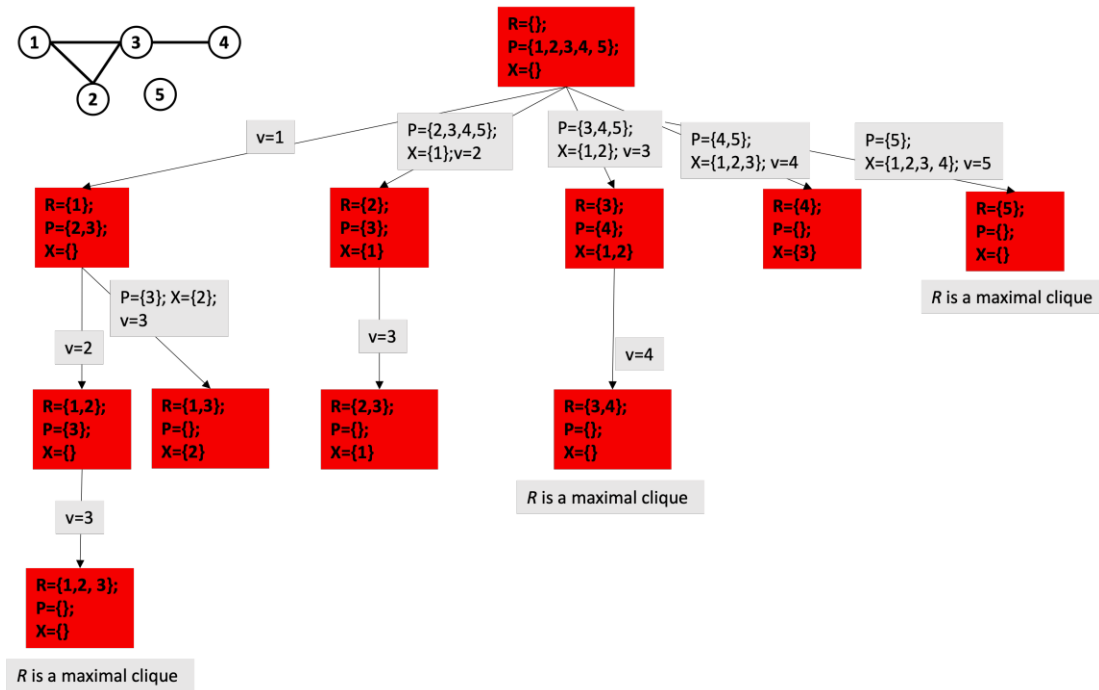 1
3
4
2
5
R={};
P={1,2,3,4, 5};
X={}
v=1
P={2,3,4,5};
X={1};v=2
P={3,4,5};
X={1,2}; v=3
P={4,5};
X={1,2,3}; v=4
P={5};
X={1,2,3, 4}; v=5
R={1};
P={2,3};
X={}
R={2};
P={3};
X={1}
R={3};
P={4};
X={1,2}
R={4};
P={};
X={3}
R={5};
P={};
X={}
R is a maximal clique
P={3}; X={2};
v=3
v=2
v=3
v=4
R={1,2};
P={3};
X={}
R={1,3};
P={};
X={2}
R={2,3};
P={};
X={1}
R={3,4};
P={};
X={}
R is a maximal clique
v=3
R={1,2, 3};
P={};
X={}
R is a maximal clique